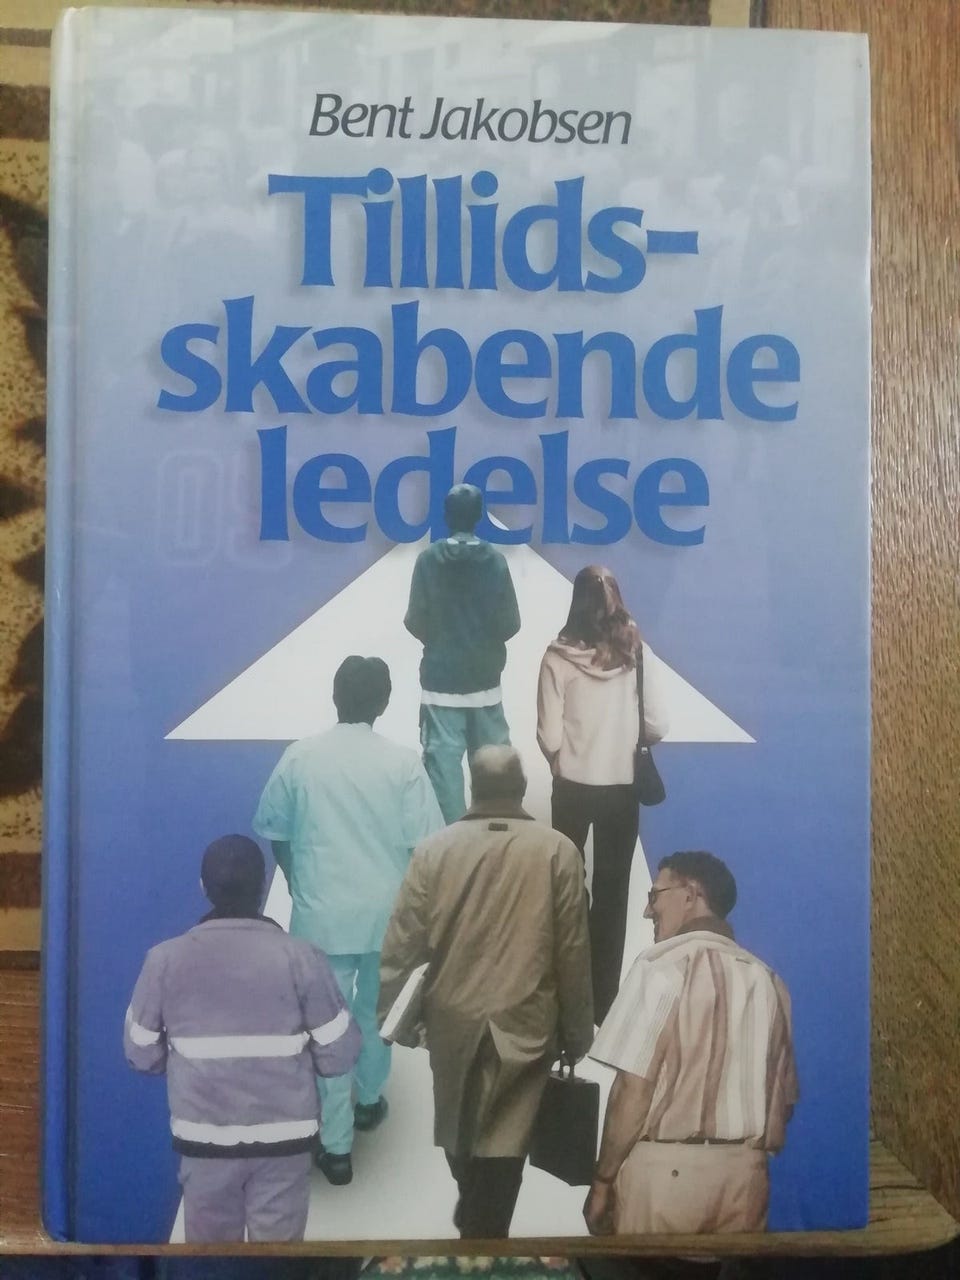 Bent Jakobsen
Tillids-
skabende
ledelse